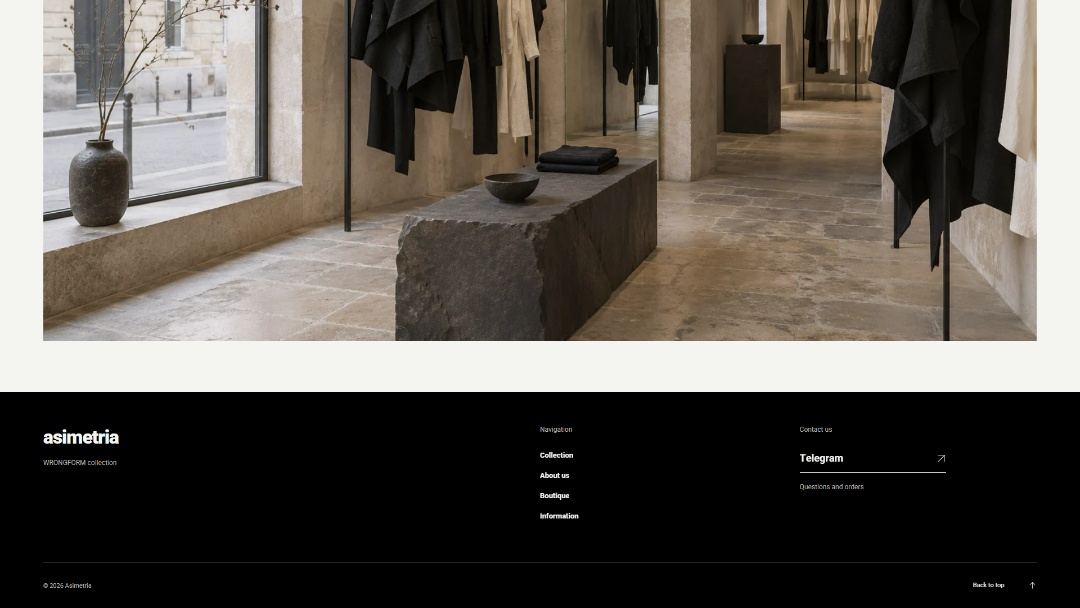 asimetria
WRONGFORM collection
Navigation
Collection
About us
Boutique
Information
Contact us
Telegram
Questions and orders
© 2026 Asimetria
Back to top